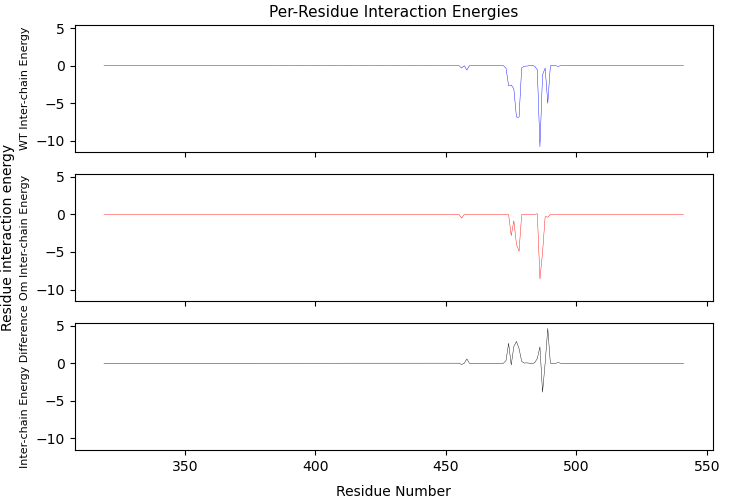 Per-Residue Interaction Energies
Residue interaction energy
WT Inter-chain Energy
5
0
−5
−10
Om Inter-chain Energy
5
0
−5
−10
Inter-chain Energy Difference
5
0
−5
−10
350 400 450 500 550
Residue Number